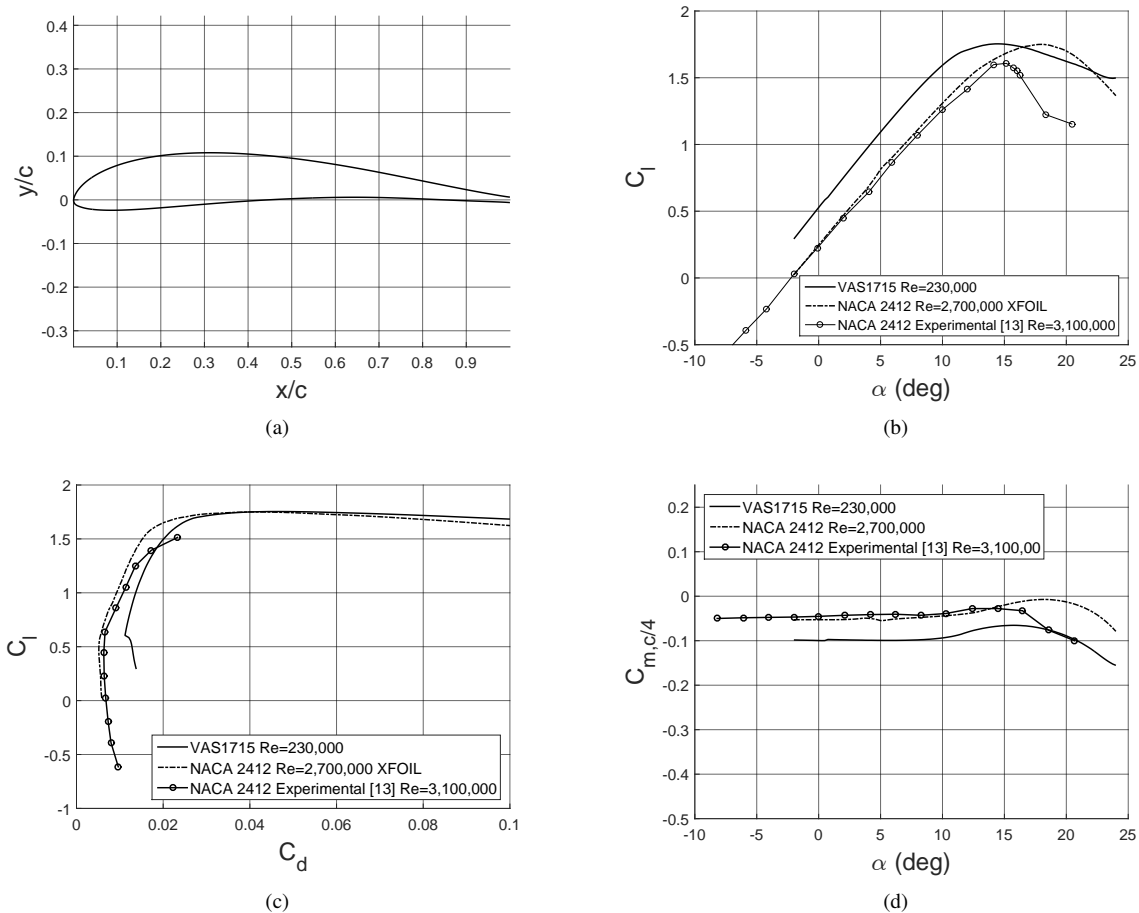 0.4
0.3
0.2
0.1
0
-0.1
-0.2
-0.3
y/c
0.1 0.2 0.3 0.4 0.5 0.6 0.7 0.8 0.9
x/c
(a)
2
1.5
1
0.5
0
-0.5
C_l
VAS1715 Re=230,000
NACA 2412 Re=2,700,000 XFOIL
NACA 2412 Experimental [13] Re=3,100,000
-10 -5 0 5 10 15 20 25
α (deg)
(b)
2
1.5
1
0.5
0
-0.5
-1
C_l
VAS1715 Re=230,000
NACA 2412 Re=2,700,000 XFOIL
NACA 2412 Experimental [13] Re=3,100,000
0 0.02 0.04 0.06 0.08 0.1
C_d
(c)
VAS1715 Re=230,000
NACA 2412 Re=2,700,000
NACA 2412 Experimental [13] Re=3,100,00
0.2
0.1
0
-0.1
-0.2
-0.3
-0.4
-0.5
C_m,c/4
-10 -5 0 5 10 15 20 25
α (deg)
(d)